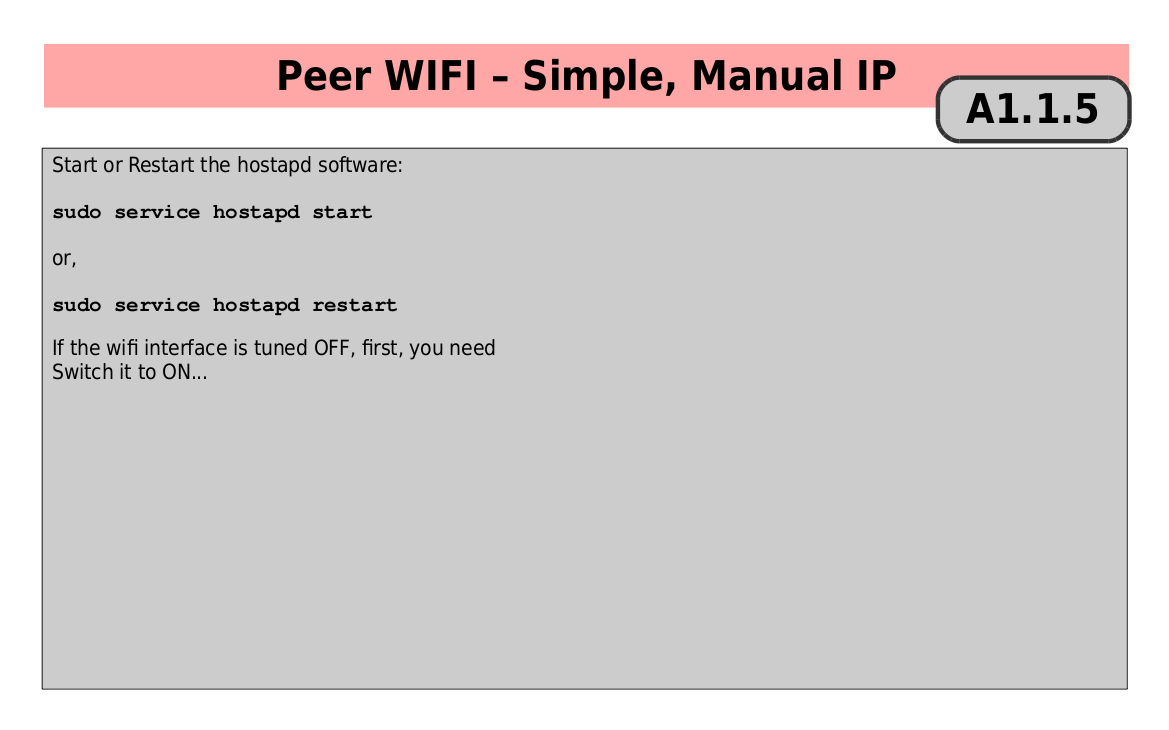 Peer WIFI – Simple, Manual IP
A1.1.5
Start or Restart the hostapd software:
sudo service hostapd start
or,
sudo service hostapd restart
If the wifi interface is tuned OFF, first, you need
Switch it to ON...